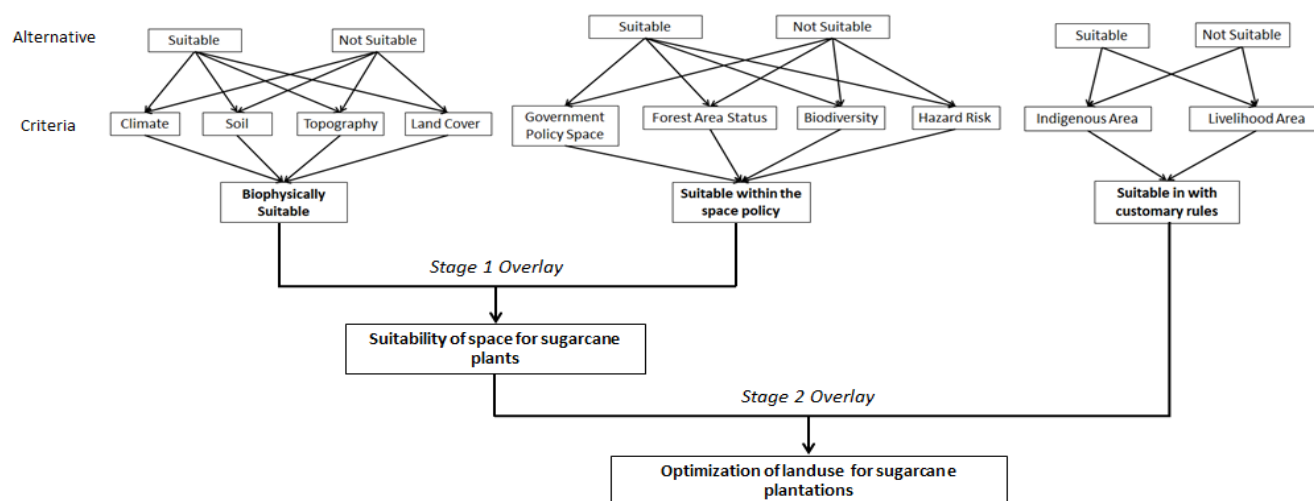 Alternative
Suitable
Not Suitable
Suitable
Not Suitable
Suitable
Not Suitable
Criteria
Climate
Soil
Topography
Land Cover
Government
Policy Space
Forest Area Status
Biodiversity
Hazard Risk
Indigenous Area
Livelihood Area
Biophysically
Suitable
Suitable within the
space policy
Suitable in with
customary rules
Stage 1 Overlay
Suitability of space for sugarcane
plants
Stage 2 Overlay
Optimization of landuse for sugarcane
plantations